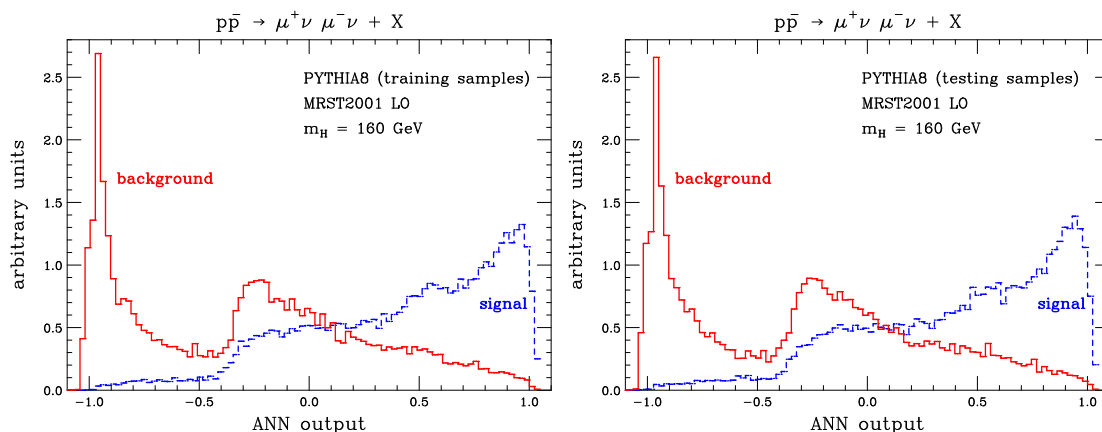 pp̄ → μ⁺ν μ⁻ν + X
arbitrary units
2.5
2.0
1.5
1.0
0.5
0.0
PYTHIA8 (training samples)
MRST2001 LO
m_H = 160 GeV
background
signal
−1.0 −0.5 0.0 0.5 1.0
ANN output
pp̄ → μ⁺ν μ⁻ν + X
arbitrary units
2.5
2.0
1.5
1.0
0.5
0.0
PYTHIA8 (testing samples)
MRST2001 LO
m_H = 160 GeV
background
signal
−1.0 −0.5 0.0 0.5 1.0
ANN output